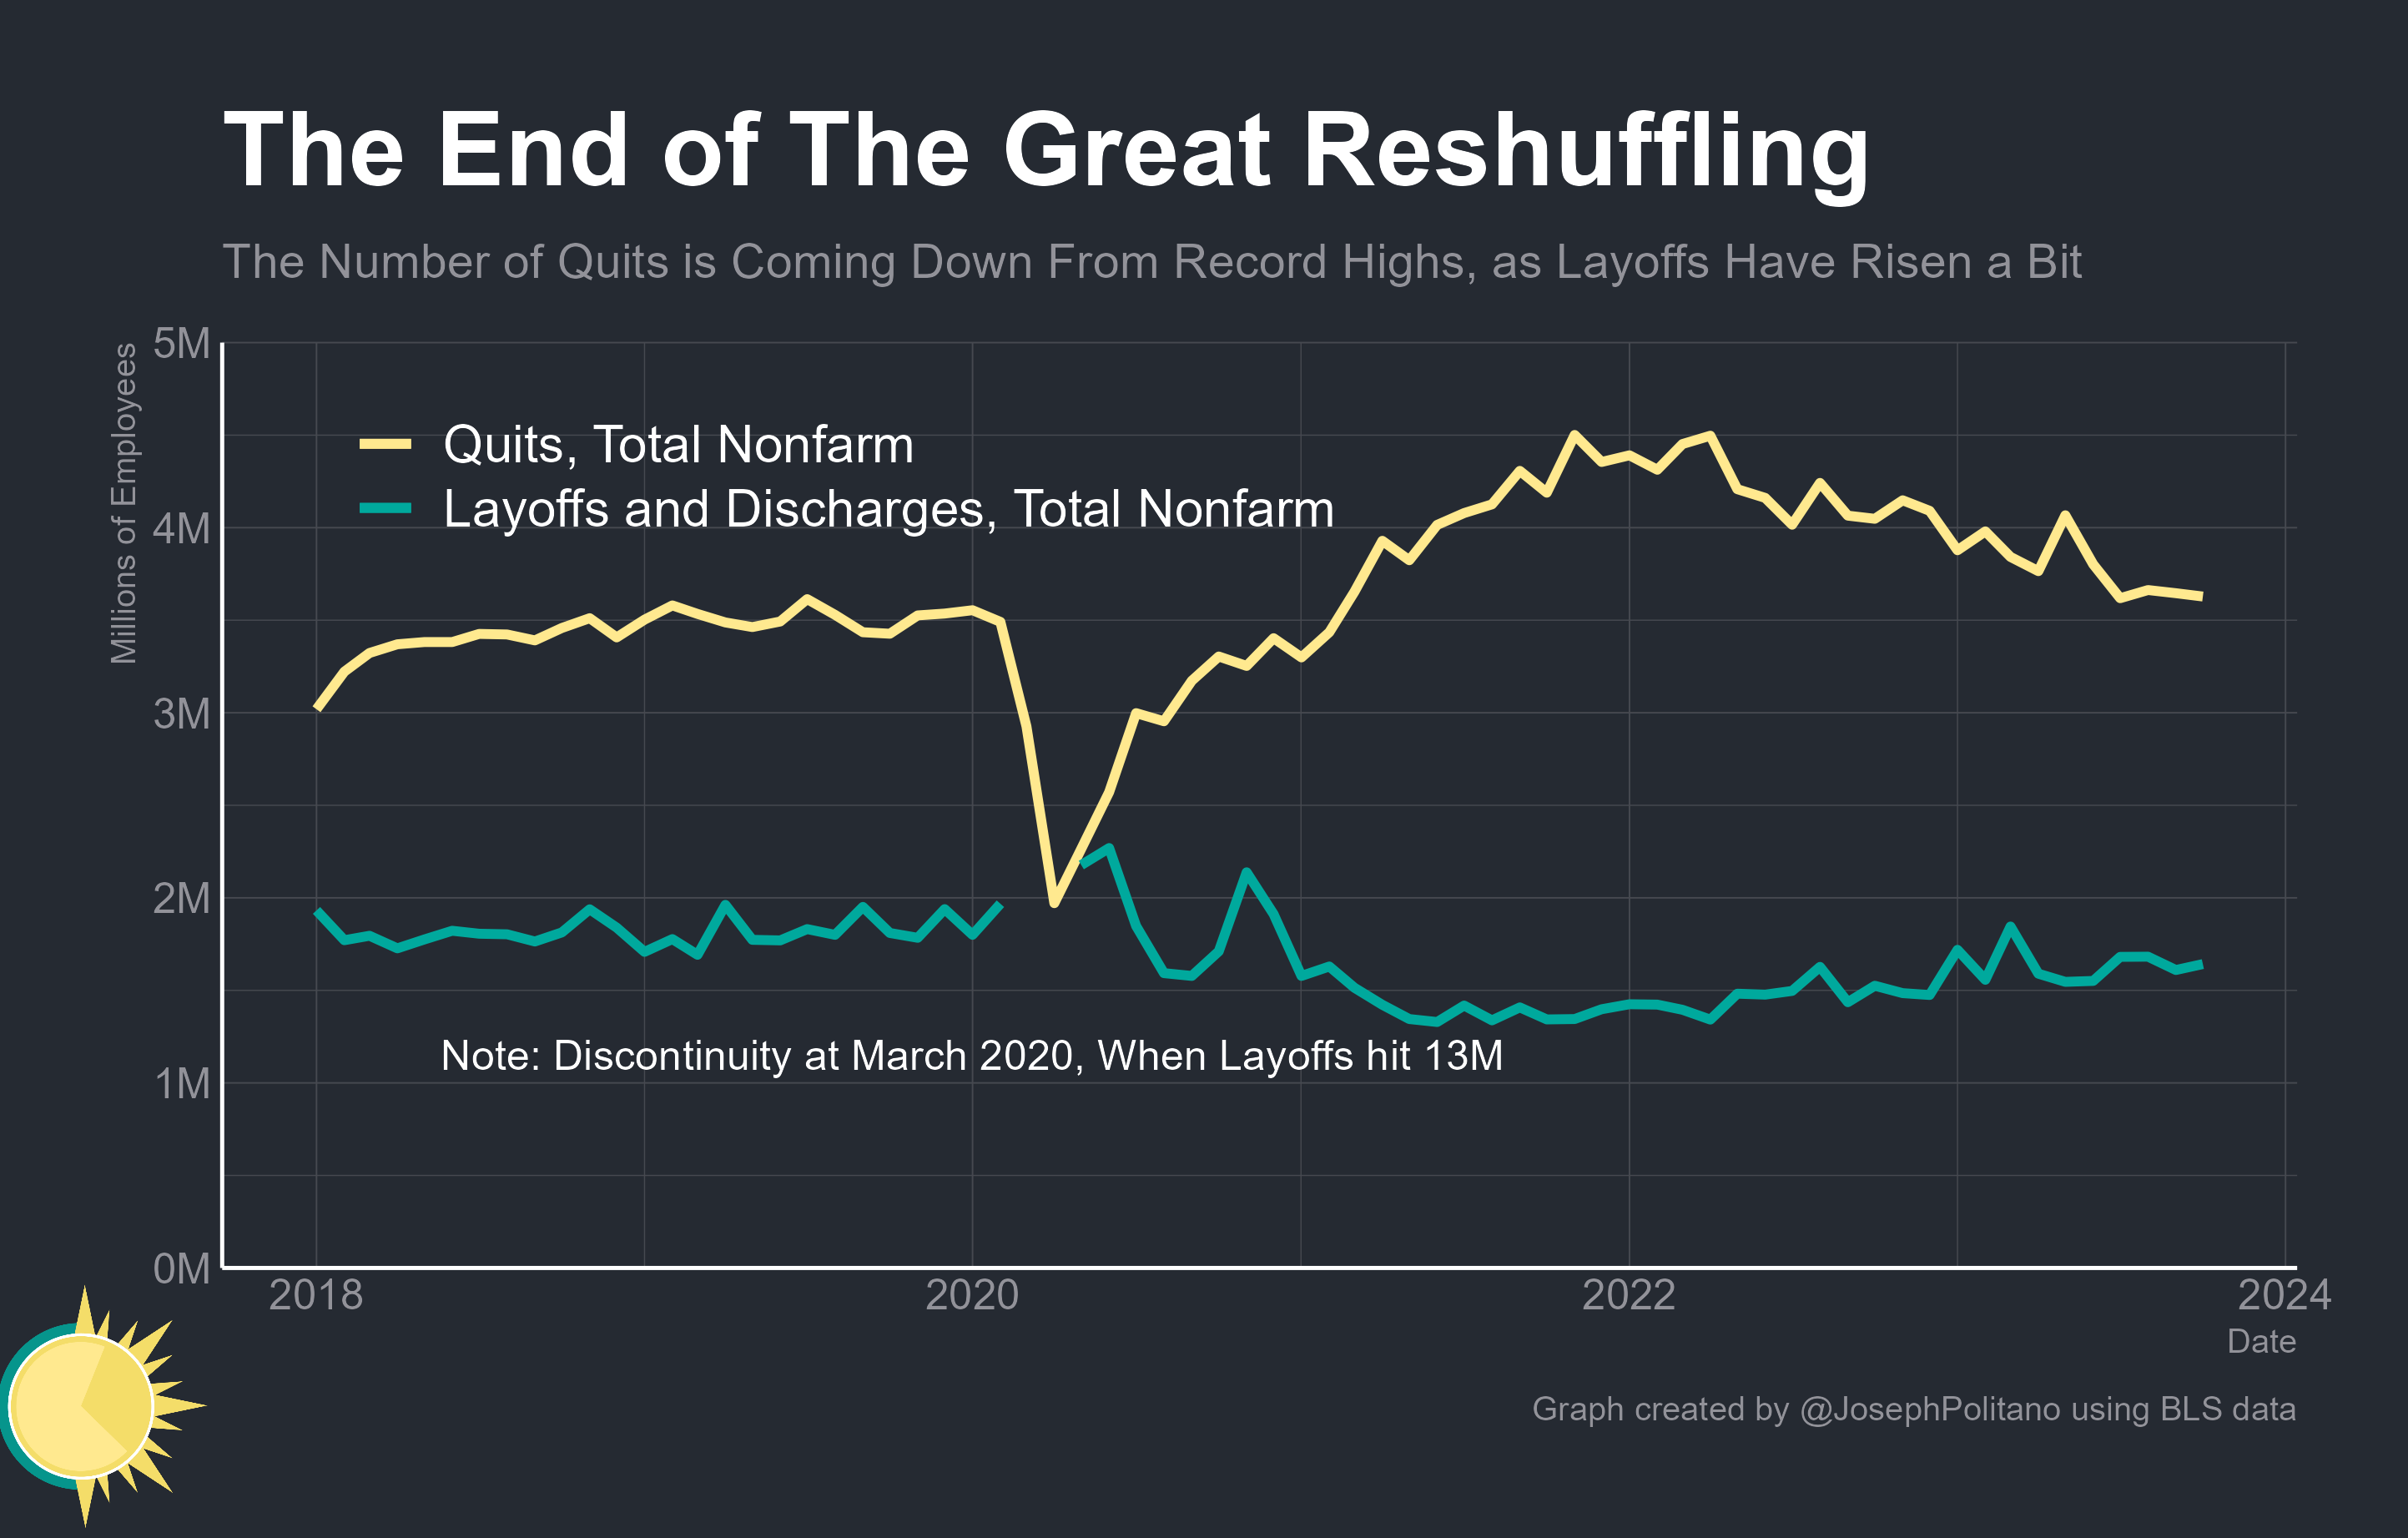 The End of The Great Reshuffling
The Number of Quits is Coming Down From Record Highs, as Layoffs Have Risen a Bit
Millions of Employees
5M
4M
3M
2M
1M
0M
Quits, Total Nonfarm
Layoffs and Discharges, Total Nonfarm
Note: Discontinuity at March 2020, When Layoffs hit 13M
2018
2020
2022
2024
Date
Graph created by @JosephPolitano using BLS data